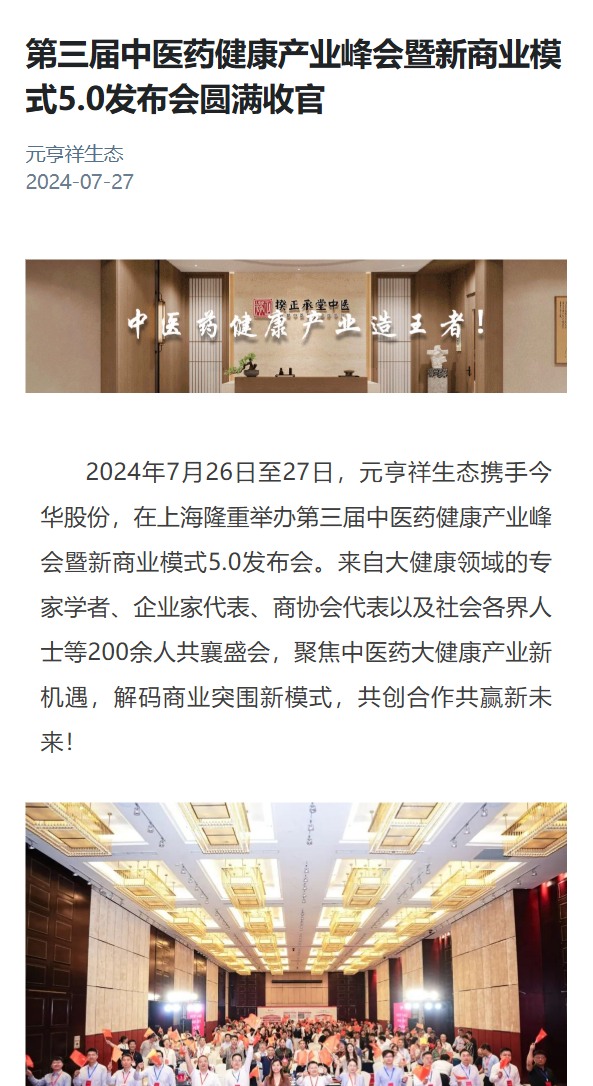 第三届中医药健康产业峰会暨新商业模
式5.0发布会圆满收官
元亨祥生态
2024-07-27
揆正承堂中医
中医药健康产业造王者！
2024年7月26日至27日，元亨祥生态携手今
华股份，在上海隆重举办第三届中医药健康产业峰
会暨新商业模式5.0发布会。来自大健康领域的专
家学者、企业家代表、商协会代表以及社会各界人
士等200余人共襄盛会，聚焦中医药大健康产业新
机遇，解码商业突围新模式，共创合作共赢新未
来！